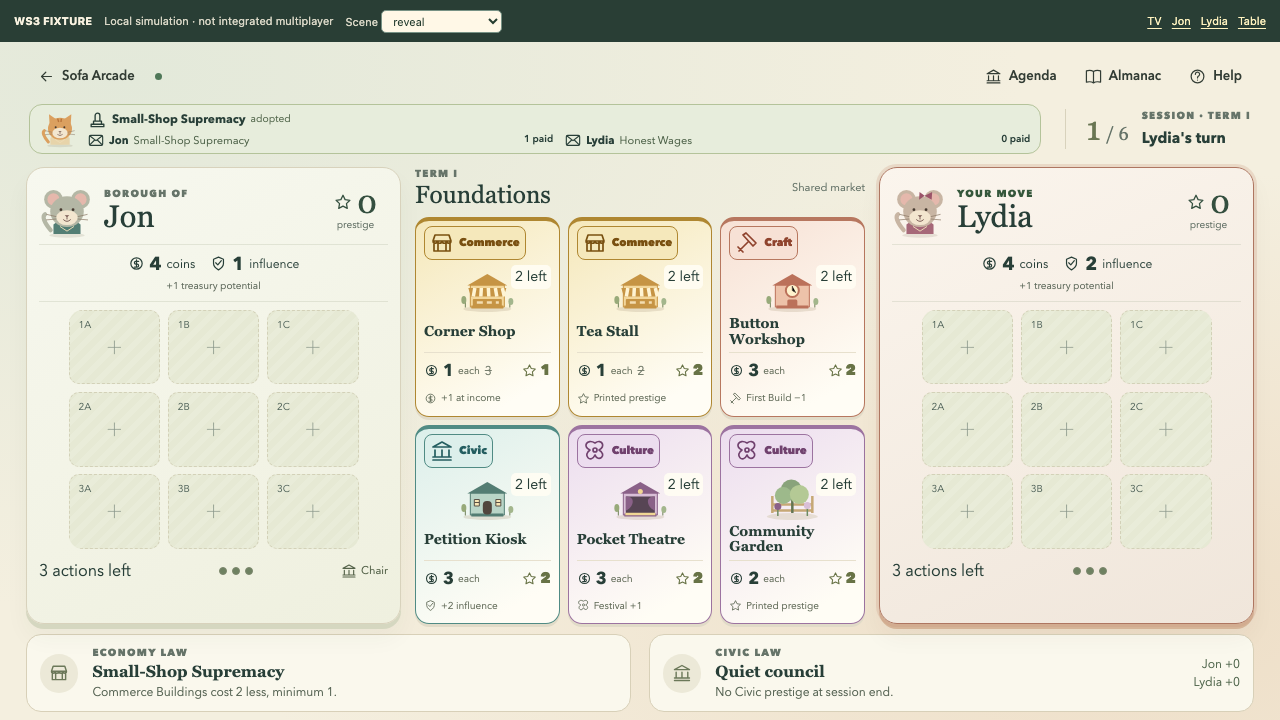 WS3 FIXTURE Local simulation · not integrated multiplayer Scene reveal TV Jon Lydia Table
← Sofa Arcade Agenda Almanac Help
Small-Shop Supremacy adopted
Jon Small-Shop Supremacy 1 paid Lydia Honest Wages 0 paid
1 / 6
SESSION · TERM I
Lydia's turn
BOROUGH OF
Jon
0
prestige
4 coins 1 influence
+1 treasury potential
1A 1B 1C
+ + +
2A 2B 2C
+ + +
3A 3B 3C
+ + +
3 actions left Chair
TERM I
Foundations
Shared market
Commerce
2 left
Corner Shop
1 each 3 1
+1 at income
Commerce
2 left
Tea Stall
1 each 2 2
Printed prestige
Craft
2 left
Button
Workshop
3 each 2
First Build −1
Civic
2 left
Petition Kiosk
3 each 2
+2 influence
Culture
2 left
Pocket Theatre
3 each 2
Festival +1
Culture
2 left
Community
Garden
2 each 2
Printed prestige
YOUR MOVE
Lydia
0
prestige
4 coins 2 influence
+1 treasury potential
1A 1B 1C
+ + +
2A 2B 2C
+ + +
3A 3B 3C
+ + +
3 actions left
ECONOMY LAW
Small-Shop Supremacy
Commerce Buildings cost 2 less, minimum 1.
CIVIC LAW
Quiet council
No Civic prestige at session end.
Jon +0
Lydia +0